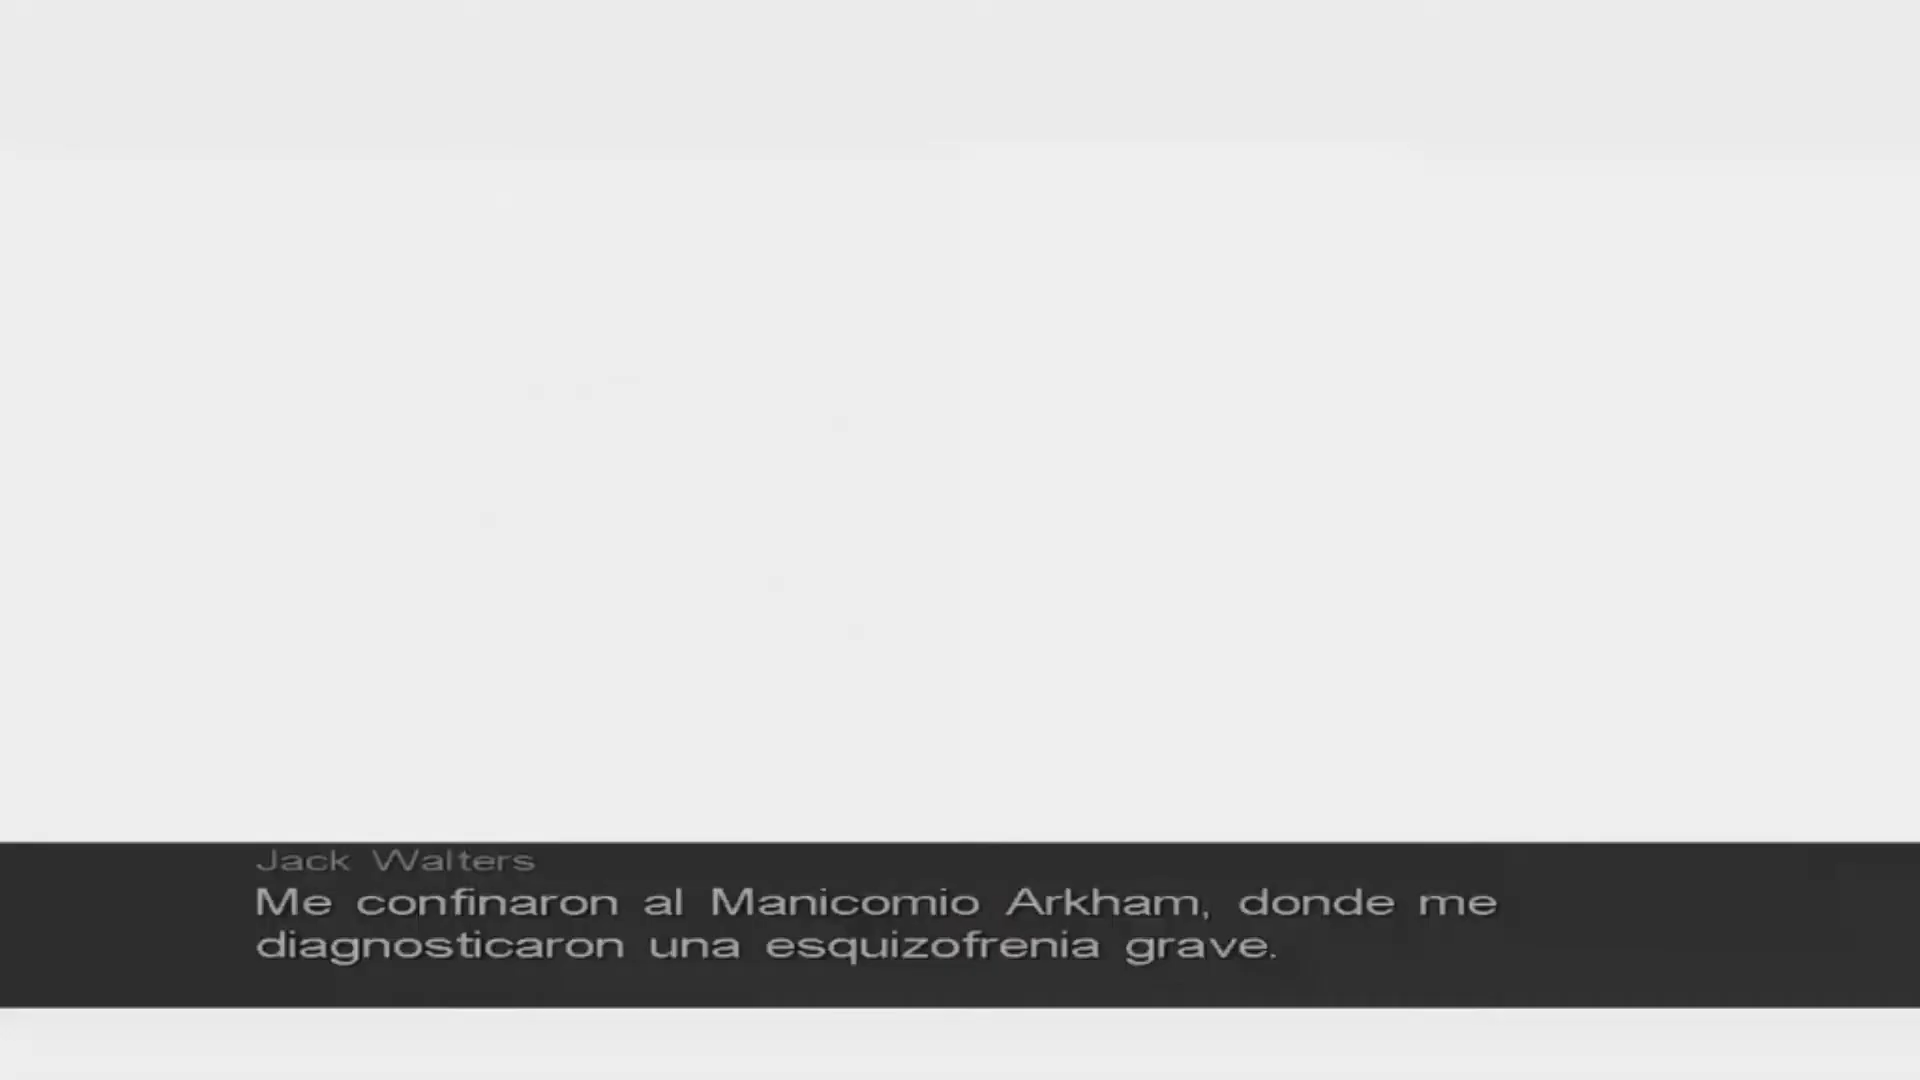 Jack Walters
Me confinaron al Manicomio Arkham, donde me
diagnosticaron una esquizofrenia grave.